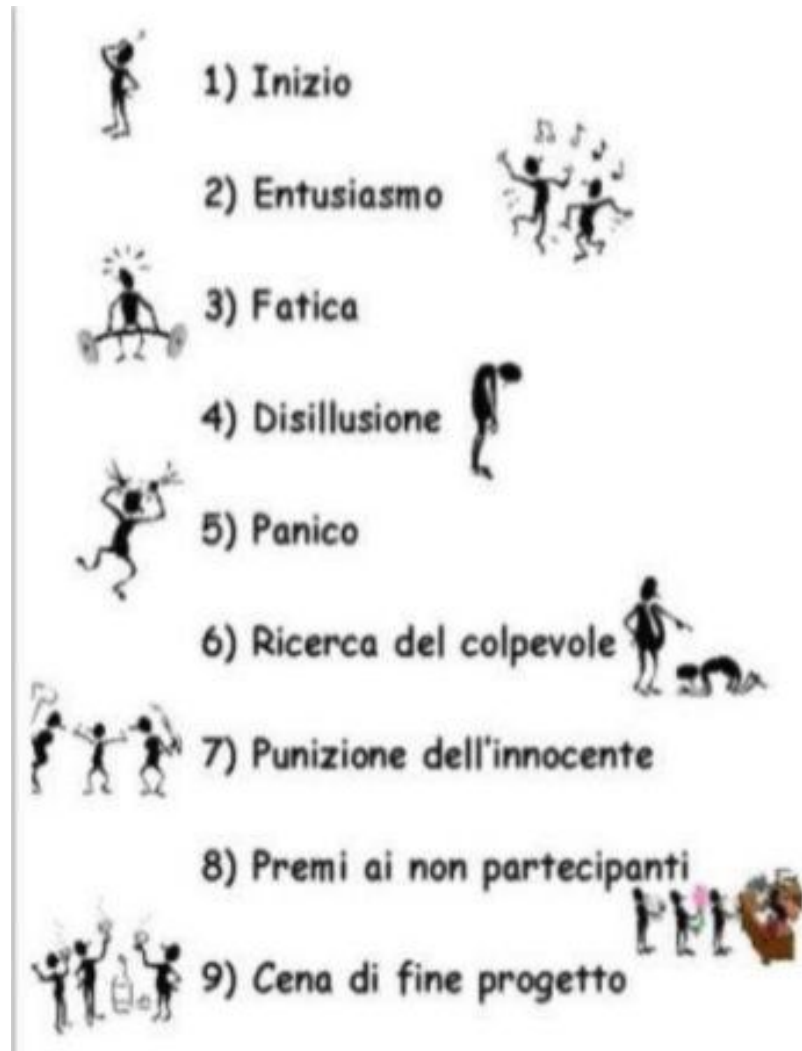 1) Inizio
2) Entusiasmo
3) Fatica
4) Disillusione
5) Panico
6) Ricerca del colpevole
7) Punizione dell'innocente
8) Premi ai non partecipanti
9) Cena di fine progetto